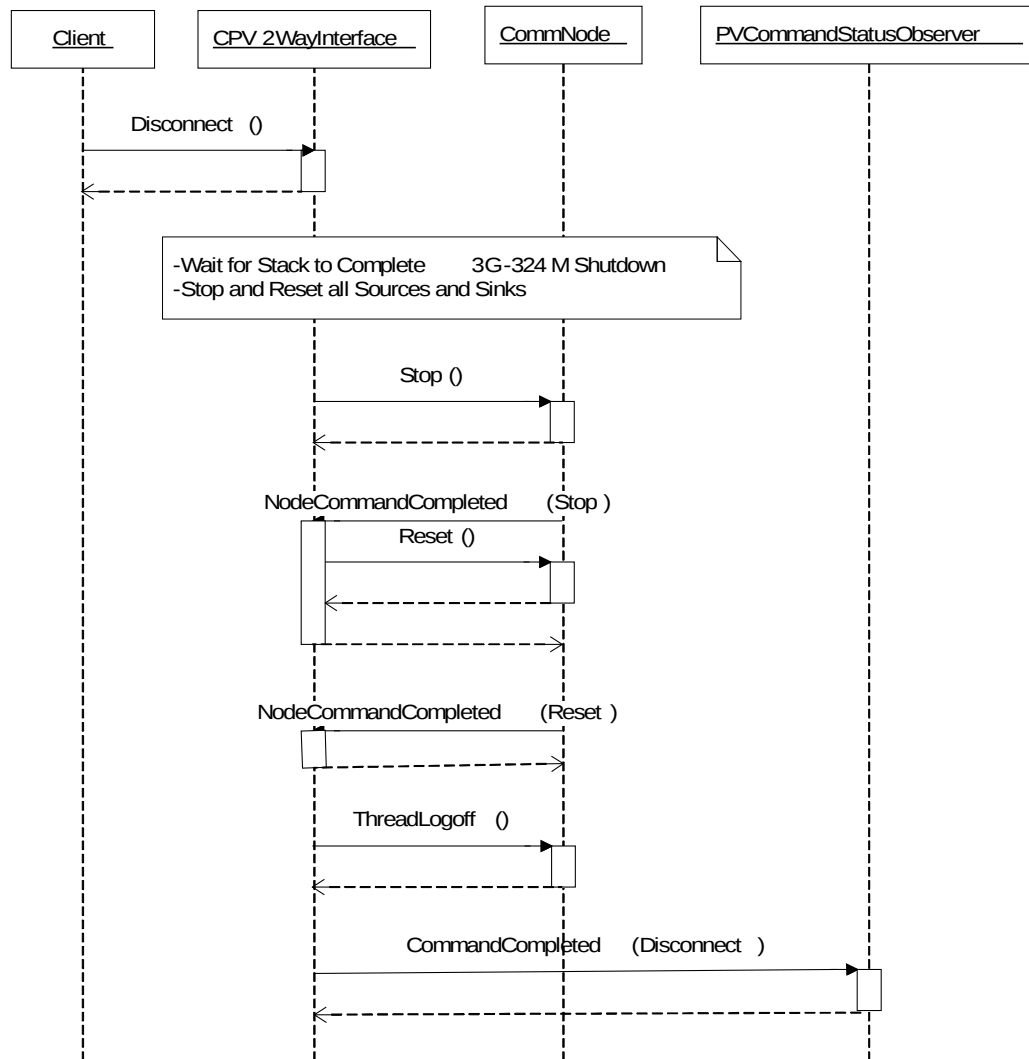 Client
CPV 2WayInterface
CommNode
PVCommandStatusObserver
Disconnect ()
-Wait for Stack to Complete 3G-324 M Shutdown
-Stop and Reset all Sources and Sinks
Stop ()
NodeCommandCompleted (Stop )
Reset ()
NodeCommandCompleted (Reset )
ThreadLogoff ()
CommandCompleted (Disconnect )